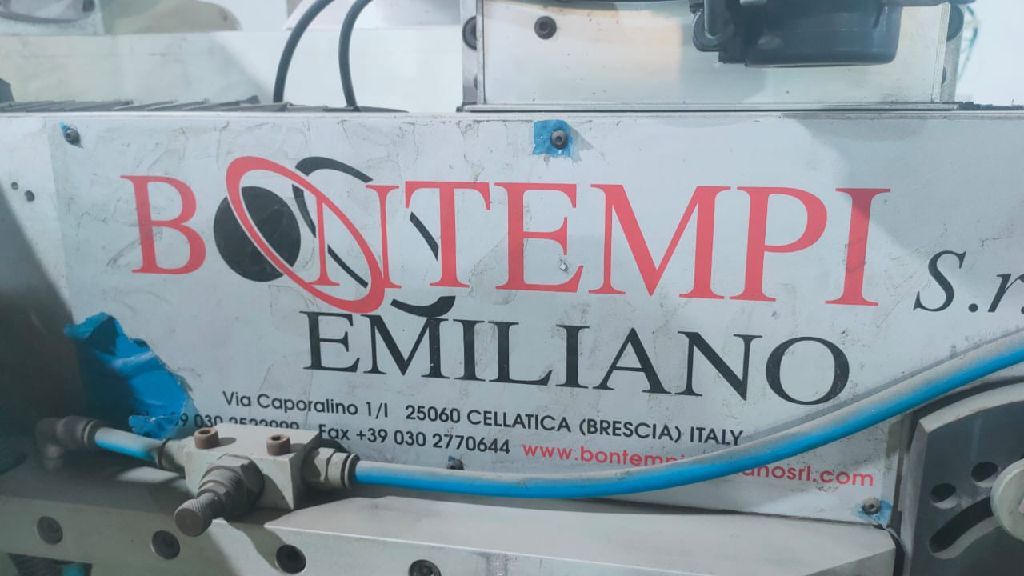 BONTEMPI S.r.
EMILIANO
Via Caporalino 1/I 25060 CELLATICA (BRESCIA) ITALY
Fax +39 030 2770644